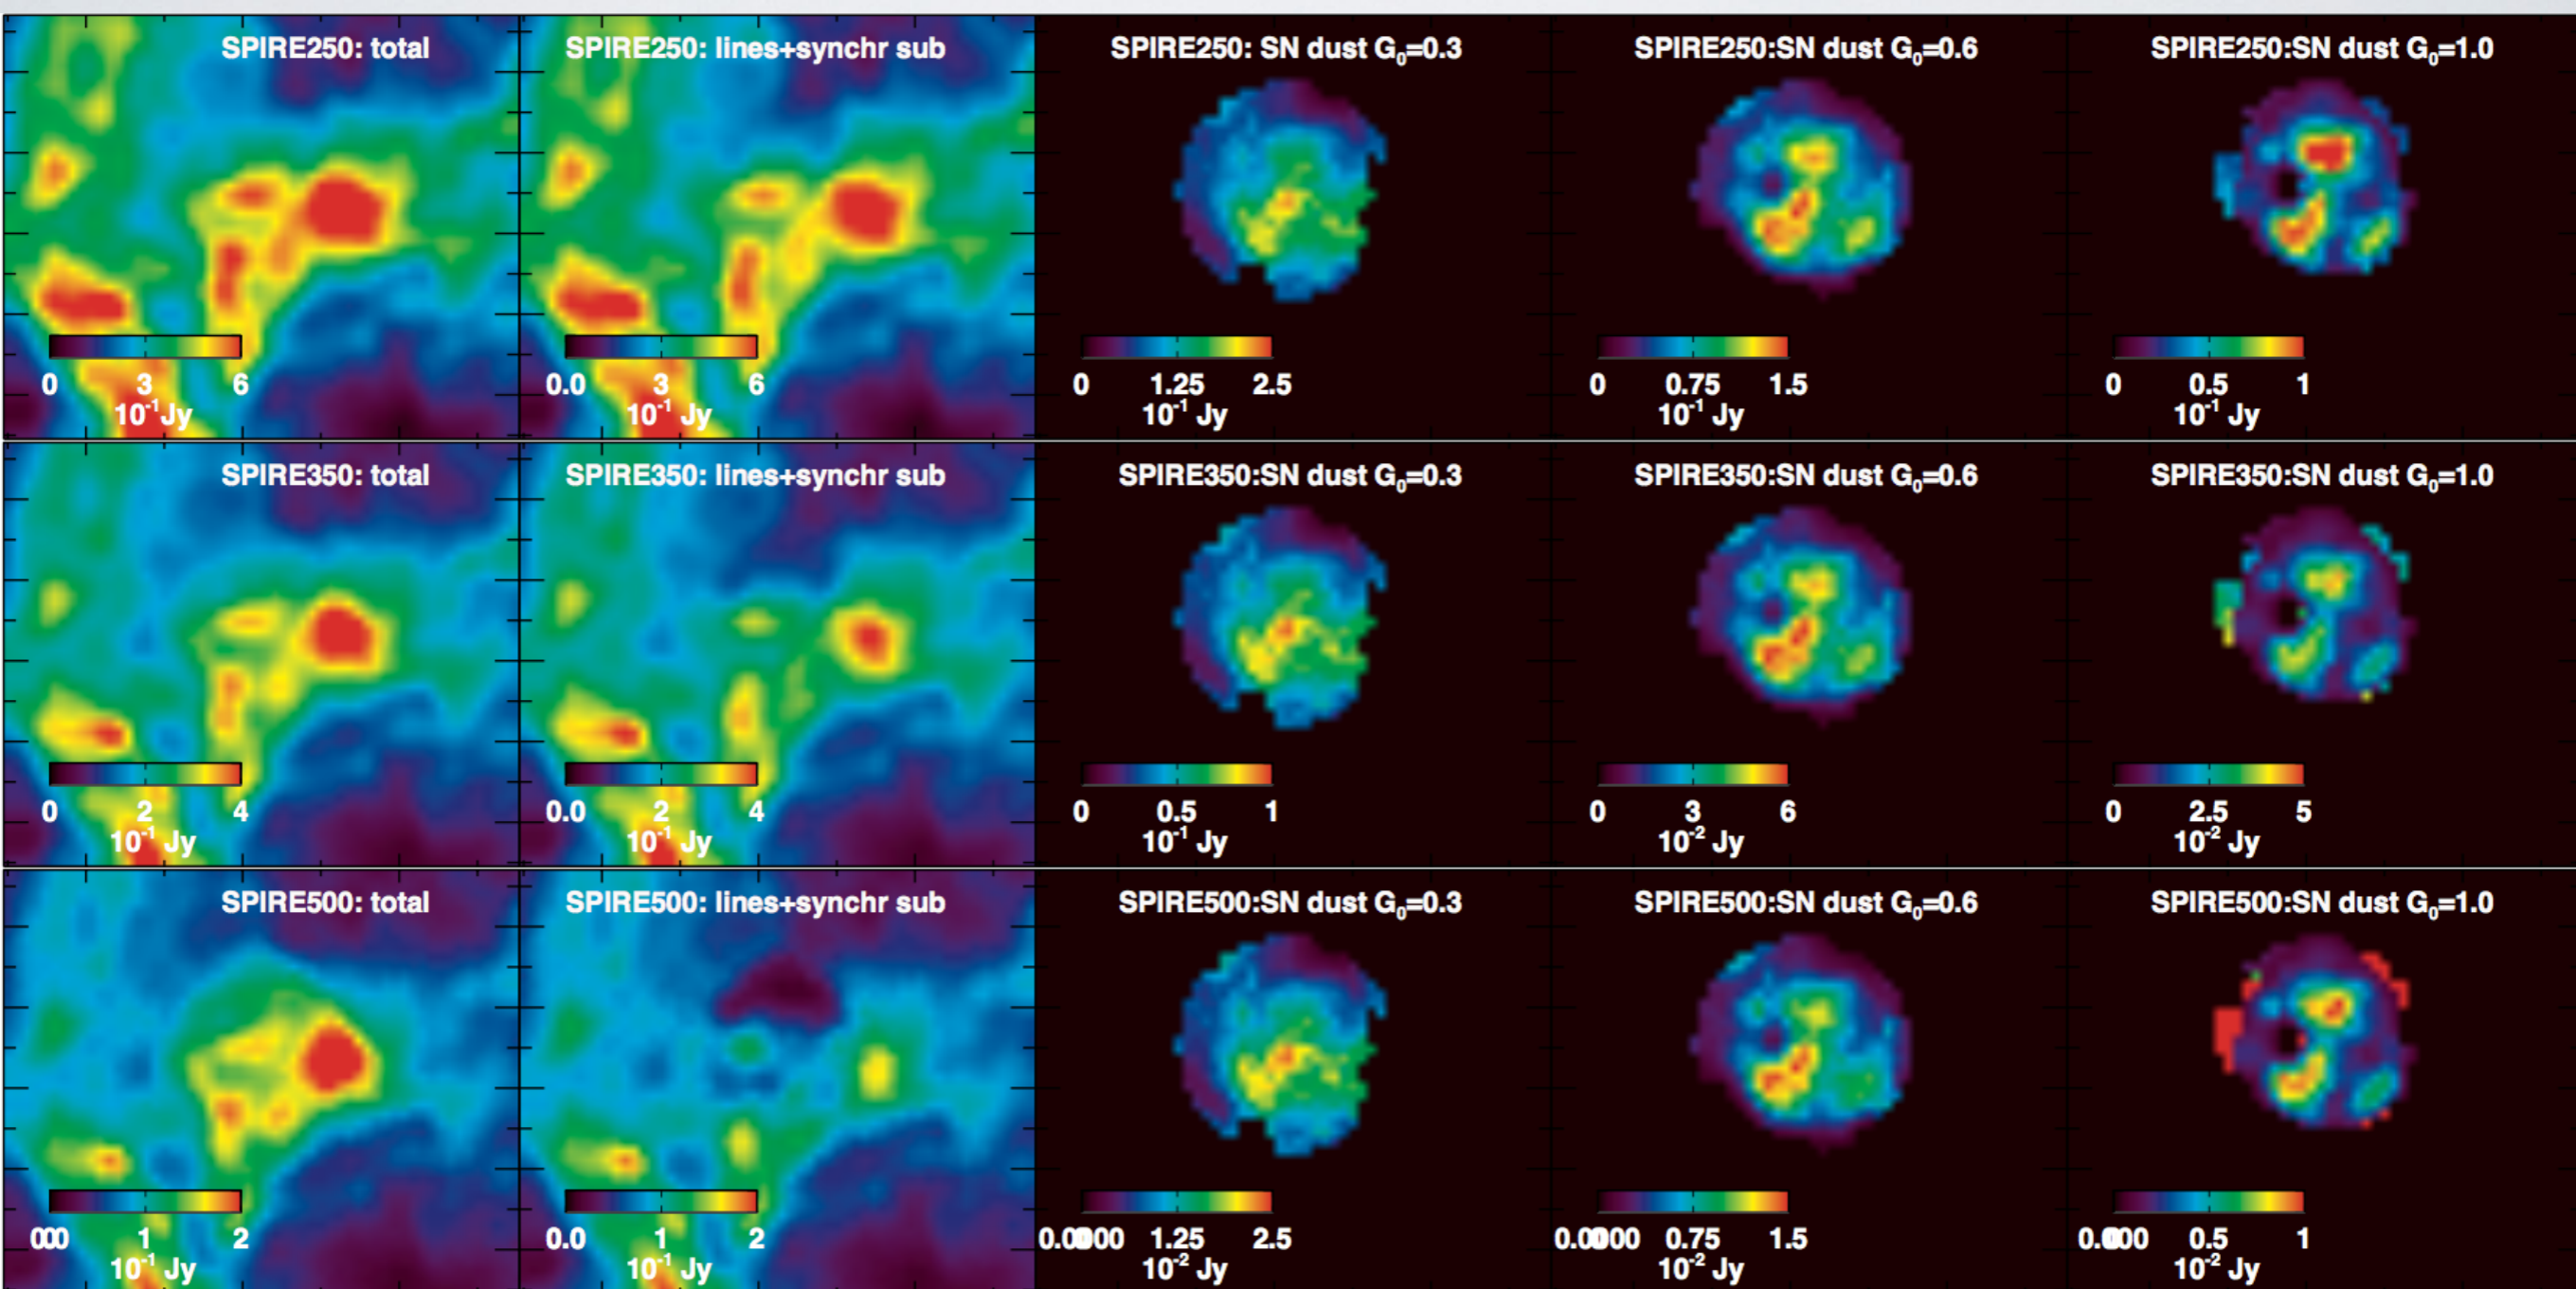 SPIRE250: total
0 3 6
10⁻¹ Jy
SPIRE250: lines+synchr sub
0.0 3 6
10⁻¹ Jy
SPIRE250: SN dust G₀=0.3
0 1.25 2.5
10⁻¹ Jy
SPIRE250:SN dust G₀=0.6
0 0.75 1.5
10⁻¹ Jy
SPIRE250:SN dust G₀=1.0
0 0.5 1
10⁻¹ Jy
SPIRE350: total
0 2 4
10⁻¹ Jy
SPIRE350: lines+synchr sub
0.0 2 4
10⁻¹ Jy
SPIRE350:SN dust G₀=0.3
0 0.5 1
10⁻¹ Jy
SPIRE350:SN dust G₀=0.6
0 3 6
10⁻² Jy
SPIRE350:SN dust G₀=1.0
0 2.5 5
10⁻² Jy
SPIRE500: total
1 2
10⁻¹ Jy
SPIRE500: lines+synchr sub
0.0 1 2
10⁻¹ Jy
SPIRE500:SN dust G₀=0.3
1.25 2.5
10⁻² Jy
SPIRE500:SN dust G₀=0.6
0.75 1.5
10⁻² Jy
SPIRE500:SN dust G₀=1.0
0.5 1
10⁻² Jy